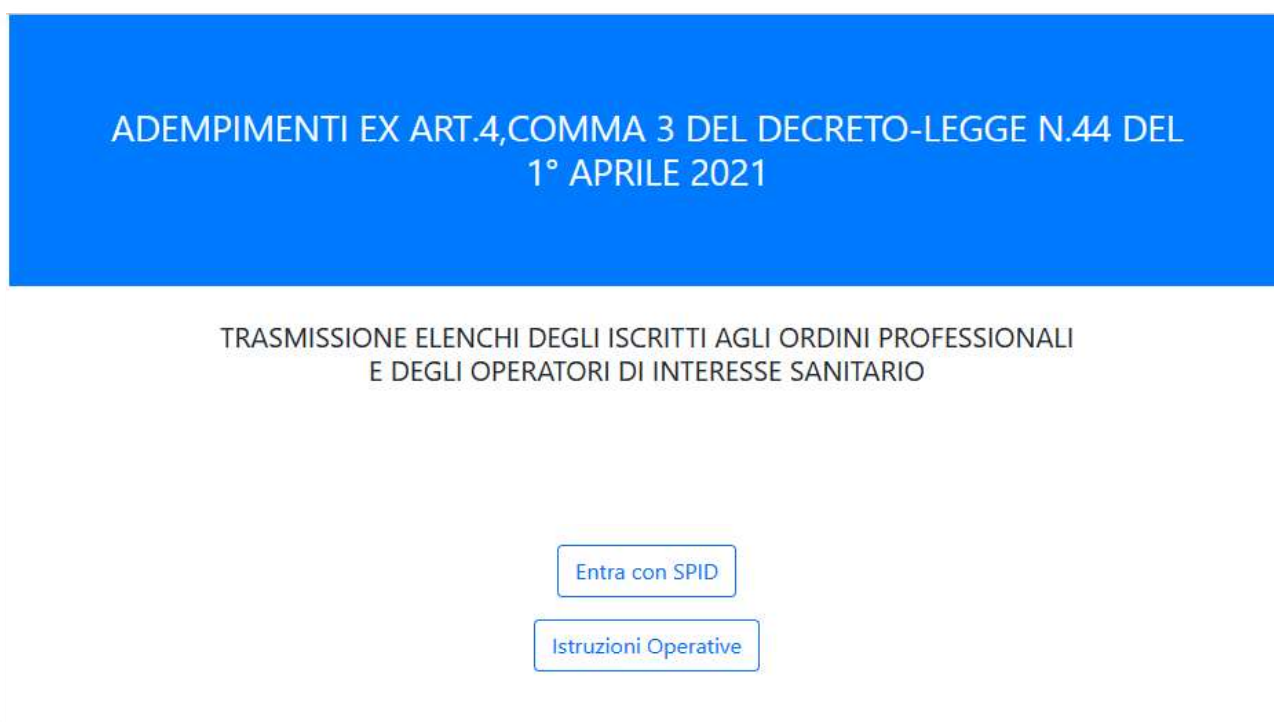 ADEMPIMENTI EX ART.4,COMMA 3 DEL DECRETO-LEGGE N.44 DEL
1° APRILE 2021
TRASMISSIONE ELENCHI DEGLI ISCRITTI AGLI ORDINI PROFESSIONALI
E DEGLI OPERATORI DI INTERESSE SANITARIO
Entra con SPID
Istruzioni Operative